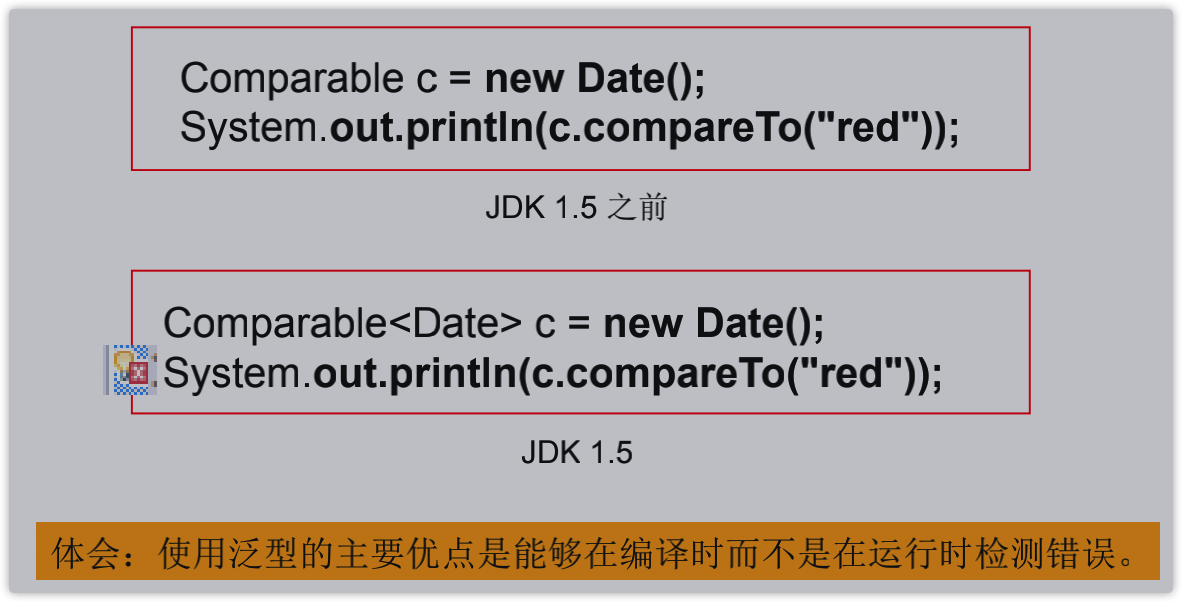 Comparable c = new Date();
System.out.println(c.compareTo("red"));
JDK 1.5 之前
Comparable<Date> c = new Date();
System.out.println(c.compareTo("red"));
JDK 1.5
体会：使用泛型的主要优点是能够在编译时而不是在运行时检测错误。